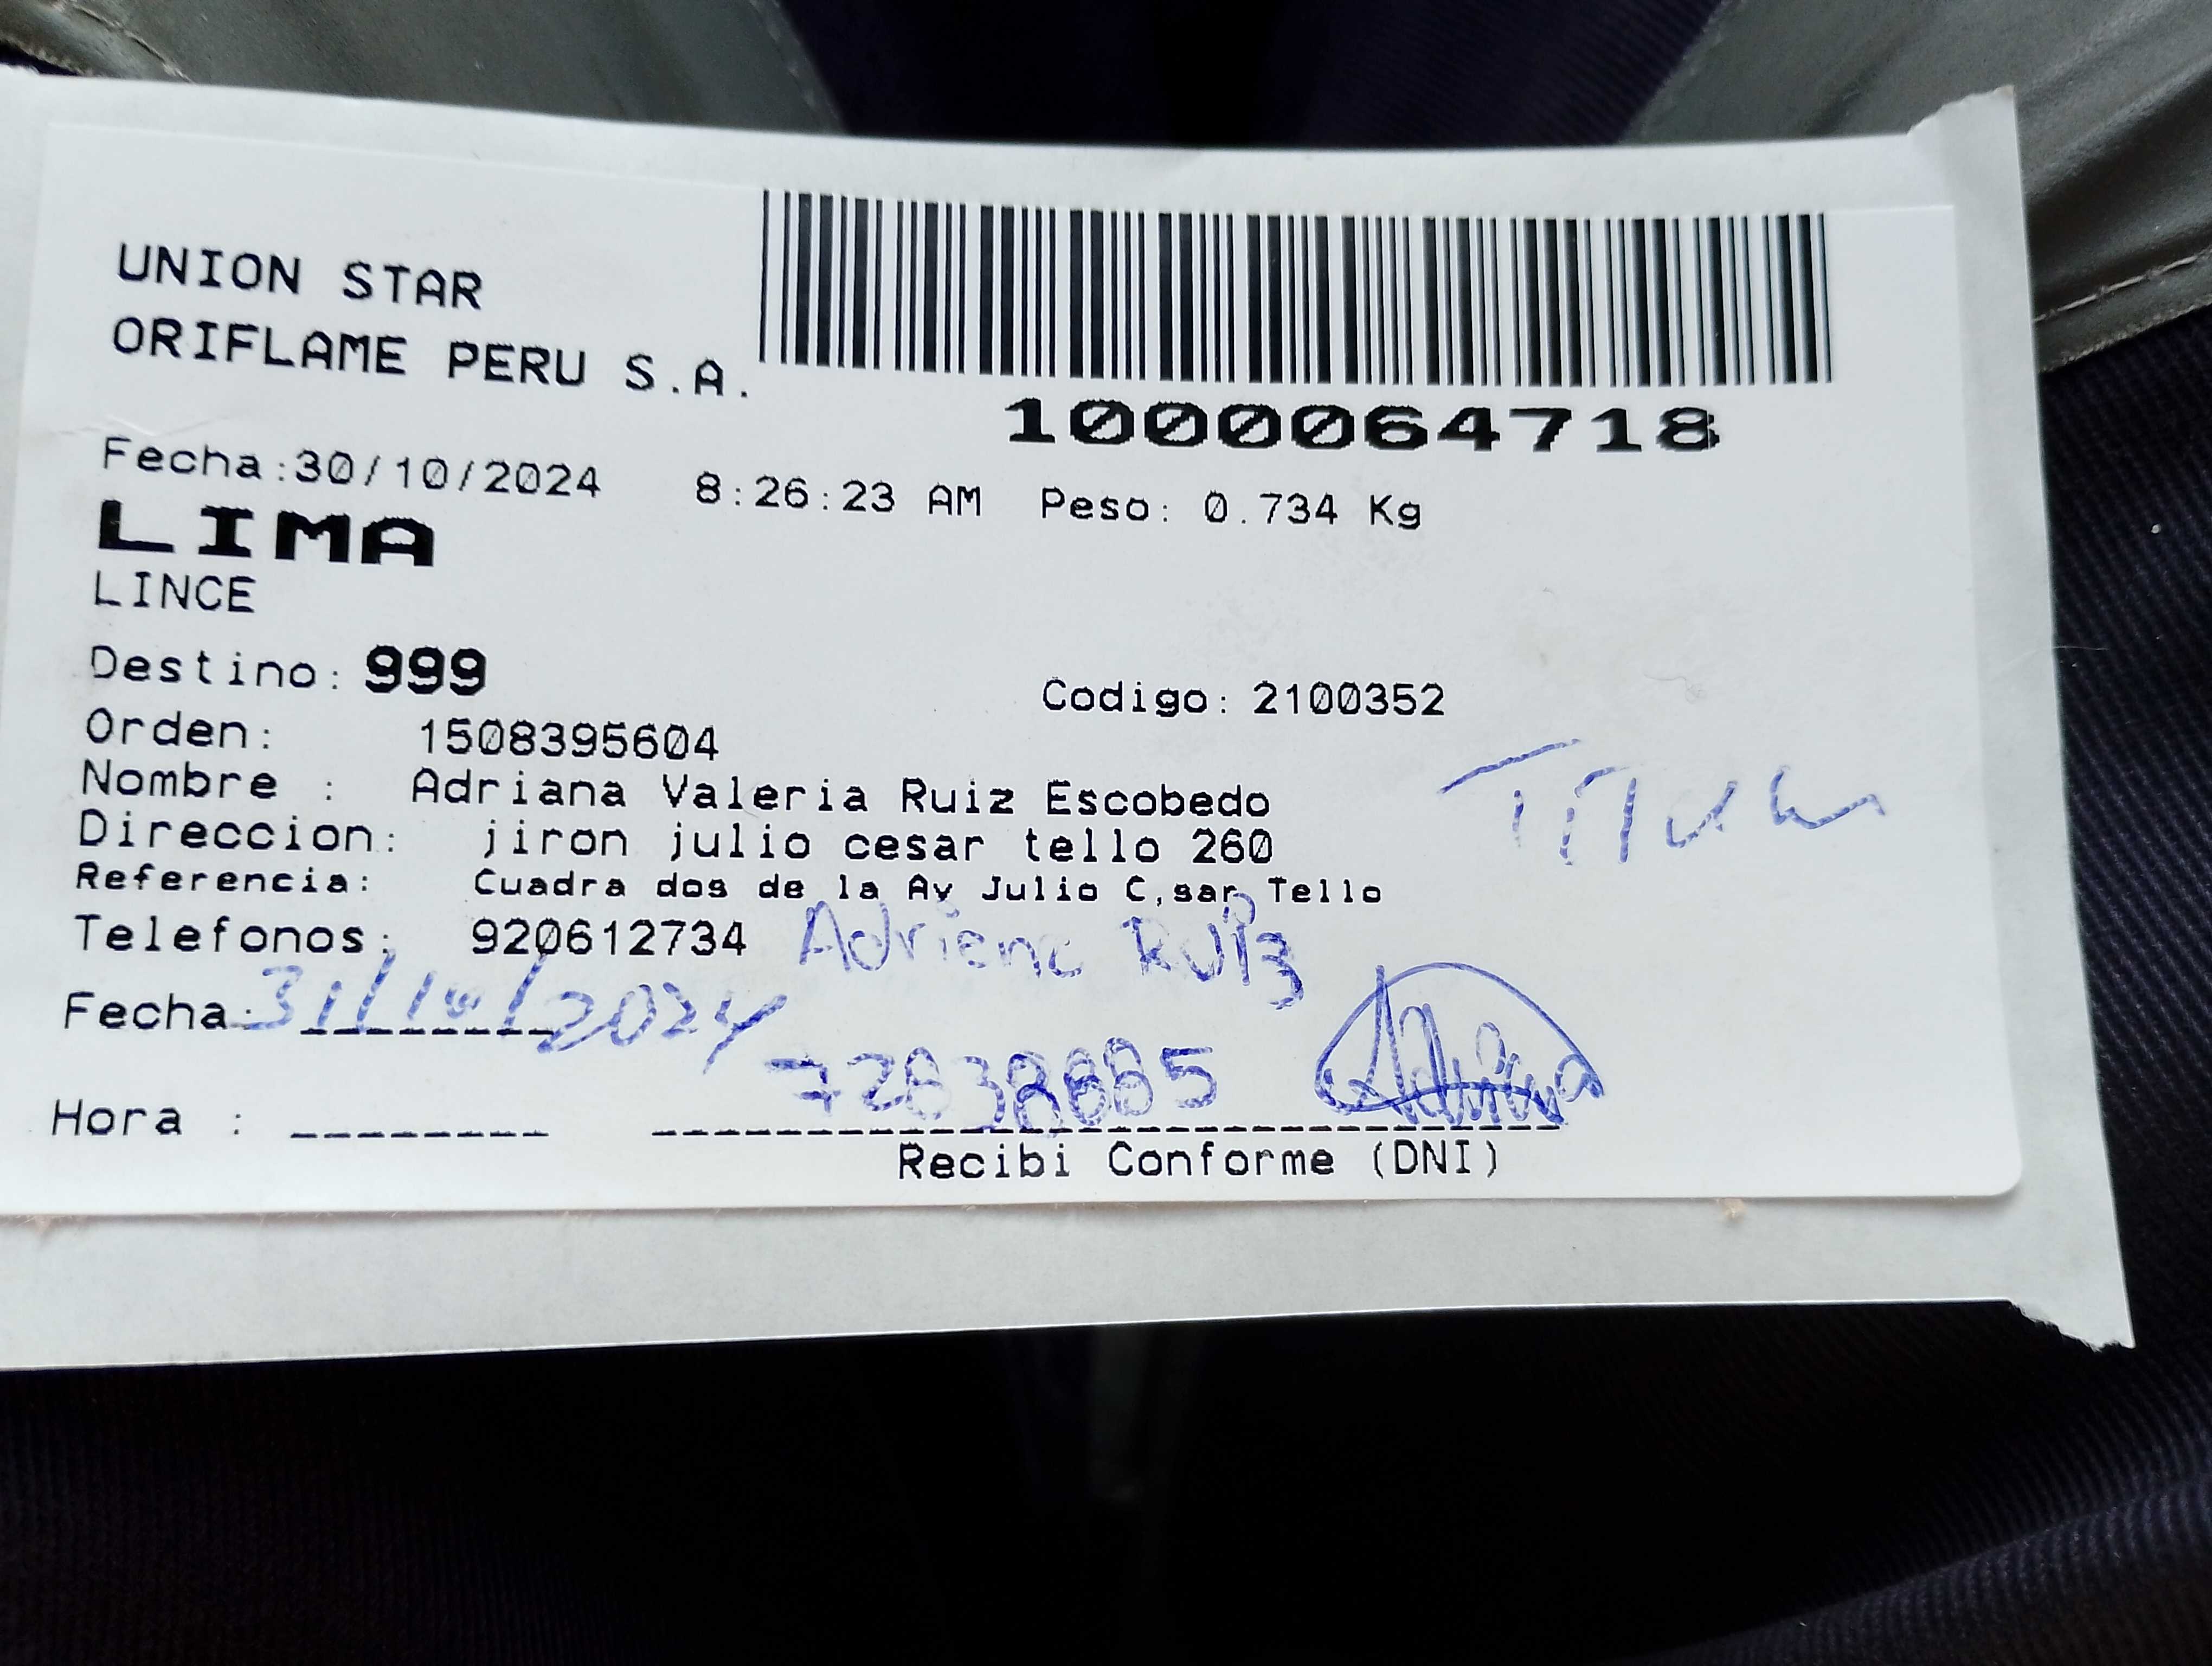 UNION STAR
ORIFLAME PERU S.A.
1000064718
Fecha:30/10/2024 8:26:23 AM Peso: 0.734 Kg
LIMA
LINCE
Destino: 999
Codigo: 2100352
Orden: 1508395604
Nombre : Adriana Valeria Ruiz Escobedo
Direccion: jiron julio cesar tello 260
Referencia: Cuadra dos de la Av Julio C,sar Tello
Telefonos: 920612734 Adriana Ruiz
Fecha: 31/10/2024
Hora :
Recibi Conforme (DNI)